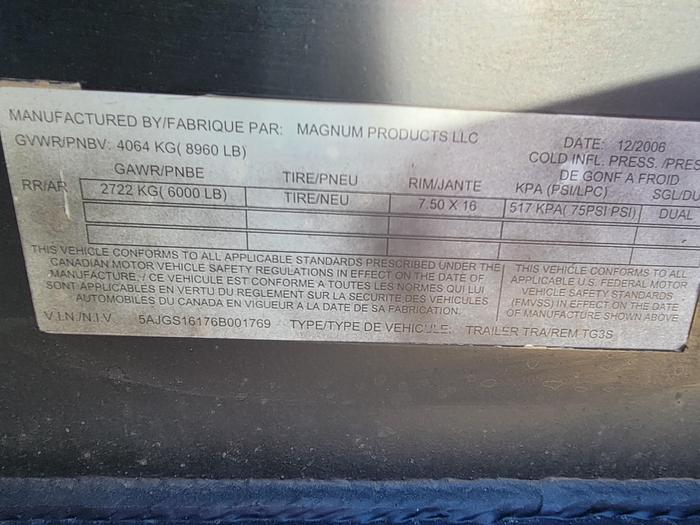 MANUFACTURED BY/FABRIQUE PAR: MAGNUM PRODUCTS LLC
DATE: 12/2006
GVWR/PNBV: 4064 KG( 8960 LB)
COLD INFL. PRESS. /PRES
DE GONF A FROID
GAWR/PNBE TIRE/PNEU RIM/JANTE KPA (PSI/LPC) SGL/DU
RR/AR 2722 KG( 6000 LB) TIRE/NEU 7.50 X 16 517 KPA( 75PSI PSI) DUAL
THIS VEHICLE CONFORMS TO ALL APPLICABLE STANDARDS PRESCRIBED UNDER THE
CANADIAN MOTOR VEHICLE SAFETY REGULATIONS IN EFFECT ON THE DATE OF
MANUFACTURE. / CE VEHICULE EST CONFORME A TOUTES LES NORMES QUI LUI
SONT APPLICABLES EN VERTU DU REGLEMENT SUR LA SECURITE DES VEHICULES
AUTOMOBILES DU CANADA EN VIGUEUR A LA DATE DE SA FABRICATION.
THIS VEHICLE CONFORMS TO ALL
APPLICABLE U.S. FEDERAL MOTOR
VEHICLE SAFETY STANDARDS
(FMVSS) IN EFFECT ON THE DATE
OF MANUFACTURE SHOWN ABOVE.
V.I.N./N.I.V. 5AJGS16176B001769 TYPE/TYPE DE VEHICULE: TRAILER TRA/REM TG3S